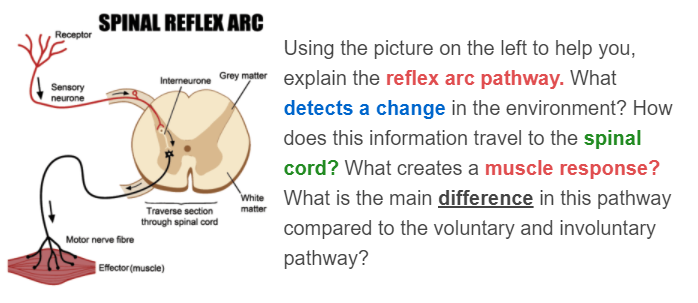 SPINAL REFLEX ARC
Receptor
Sensory
neurone
Interneurone
Grey matter
White
matter
Traverse section
through spinal cord
Motor nerve fibre
Effector(muscle)
Using the picture on the left to help you,
explain the reflex arc pathway. What
detects a change in the environment? How
does this information travel to the spinal
cord? What creates a muscle response?
What is the main difference in this pathway
compared to the voluntary and involuntary
pathway?